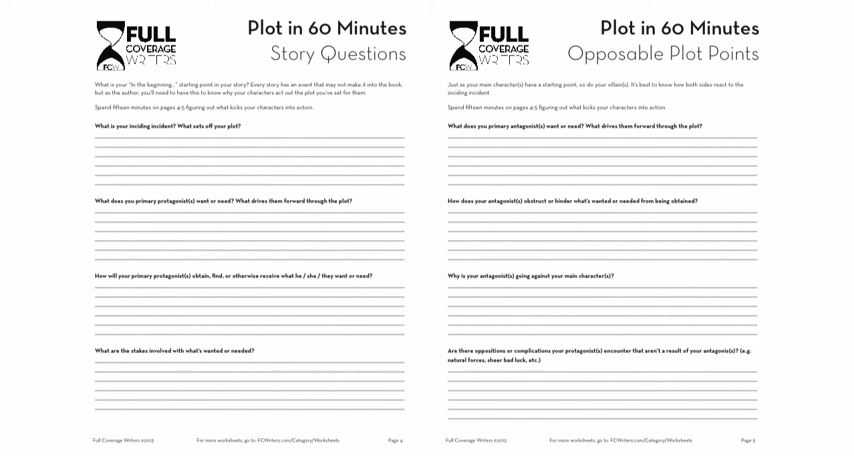 FULL
COVERAGE
WRITERS
FCW
Plot in 60 Minutes
Story Questions
What is your "In the beginning..." starting point in your story? Every story has an event that may not make it into the book,
but as the author, you'll need to have this to know why your characters act out the plot you've set for them.
Spend fifteen minutes on pages 4-5 figuring out what kicks your characters into action.
What is your inciding incident? What sets off your plot?
What does you primary protagonist(s) want or need? What drives them forward through the plot?
How will your primary protagonist(s) obtain, find, or otherwise receive what he / she / they want or need?
What are the stakes involved with what's wanted or needed?
Full Coverage Writers ©2013
For more worksheets, go to: FCWriters.com/Category/Worksheets
Page 4
FULL
COVERAGE
WRITERS
FCW
Plot in 60 Minutes
Opposable Plot Points
Just as your main character(s) have a starting point, so do your villain(s). It's best to know how both sides react to the
inciding incident.
Spend fifteen minutes on pages 4-5 figuring out what kicks your characters into action.
What does you primary antagonist(s) want or need? What drives them forward through the plot?
How does your antagonist(s) obstruct or hinder what's wanted or needed from being obtained?
Why is your antagonist(s) going against your main character(s)?
Are there oppositions or complications your protagonist(s) encounter that aren't a result of your antagonis(s)? (e.g.
natural forces, sheer bad luck, etc.)
Full Coverage Writers ©2013
For more worksheets, go to: FCWriters.com/Category/Worksheets
Page 5